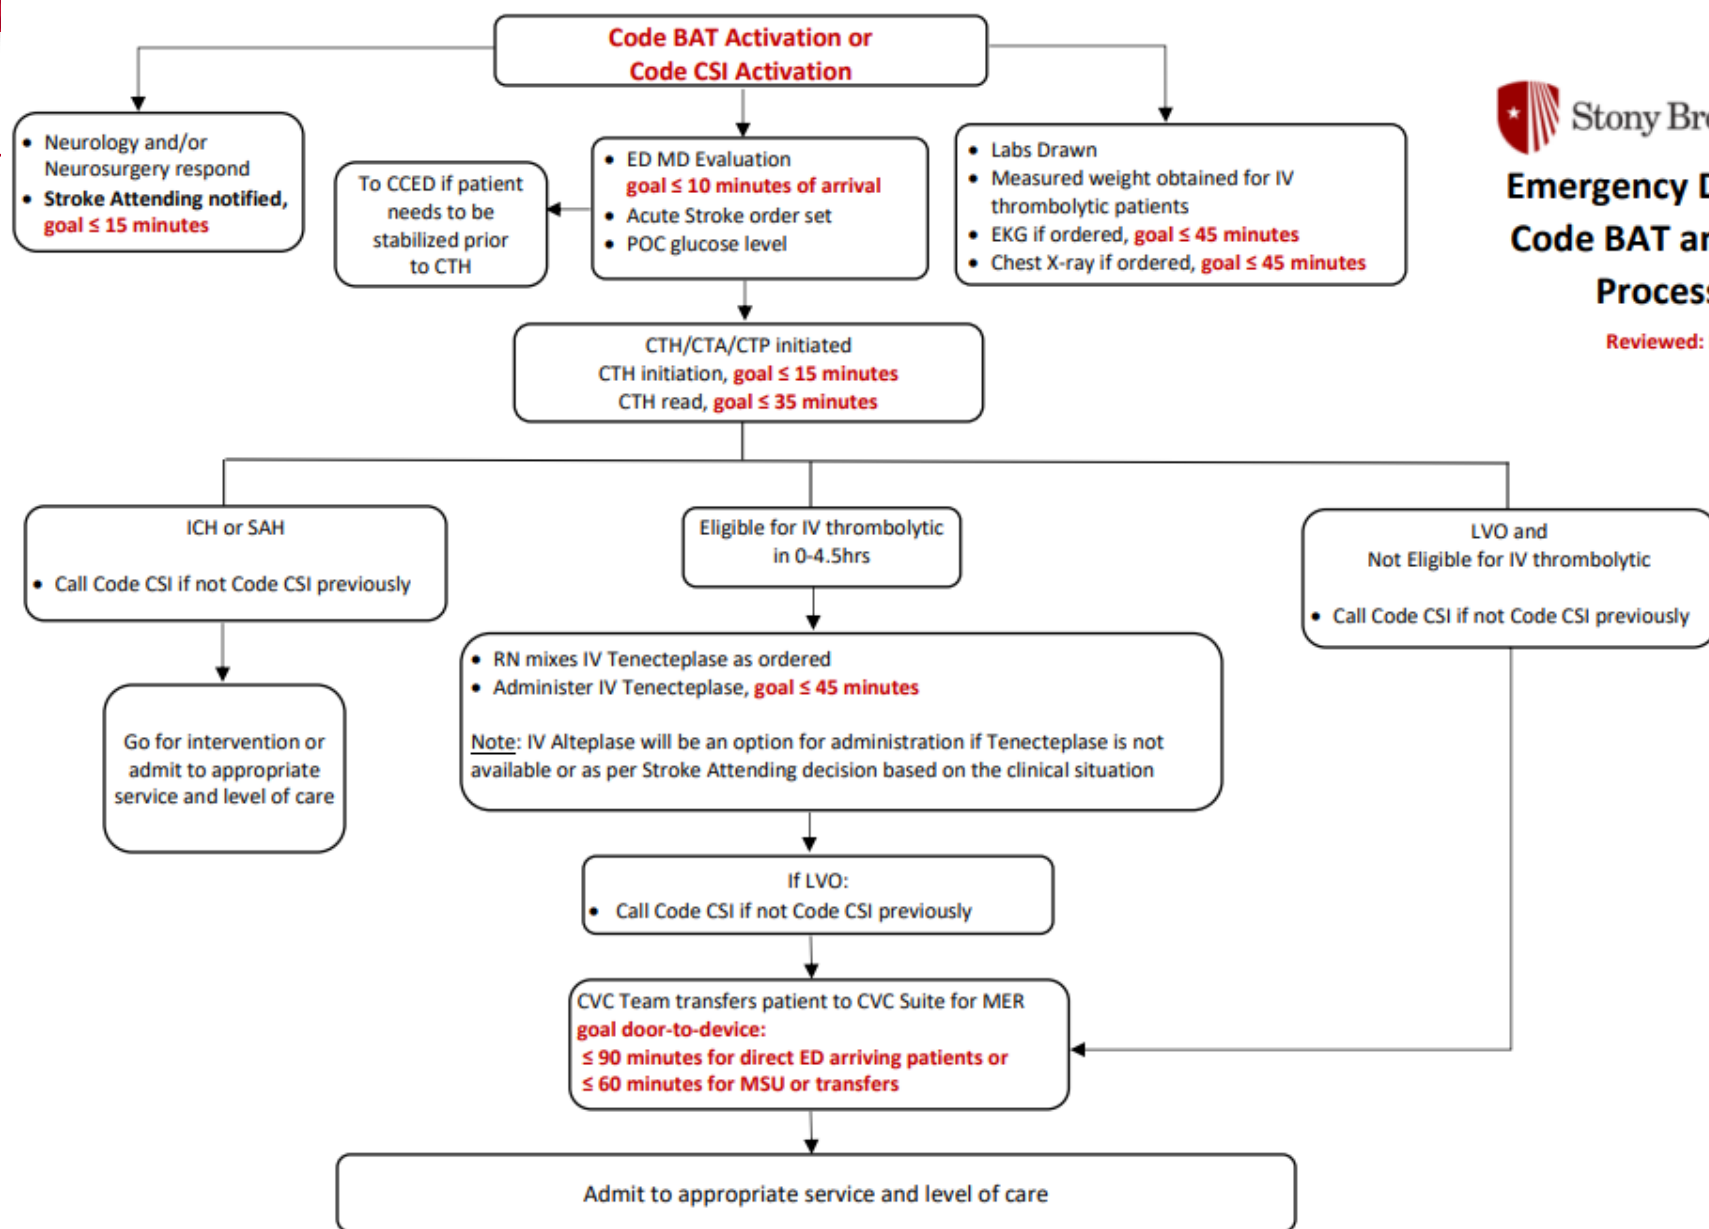 Code BAT Activation or
Code CSI Activation
• Neurology and/or
Neurosurgery respond
• Stroke Attending notified,
goal ≤ 15 minutes
To CCED if patient
needs to be
stabilized prior
to CTH
• ED MD Evaluation
goal ≤ 10 minutes of arrival
• Acute Stroke order set
• POC glucose level
• Labs Drawn
• Measured weight obtained for IV
thrombolytic patients
• EKG if ordered, goal ≤ 45 minutes
• Chest X-ray if ordered, goal ≤ 45 minutes
Stony Bro
Emergency D
Code BAT an
Process
Reviewed:
CTH/CTA/CTP initiated
CTH initiation, goal ≤ 15 minutes
CTH read, goal ≤ 35 minutes
ICH or SAH
• Call Code CSI if not Code CSI previously
Eligible for IV thrombolytic
in 0-4.5hrs
LVO and
Not Eligible for IV thrombolytic
• Call Code CSI if not Code CSI previously
Go for intervention or
admit to appropriate
service and level of care
• RN mixes IV Tenecteplase as ordered
• Administer IV Tenecteplase, goal ≤ 45 minutes
Note: IV Alteplase will be an option for administration if Tenecteplase is not
available or as per Stroke Attending decision based on the clinical situation
If LVO:
• Call Code CSI if not Code CSI previously
CVC Team transfers patient to CVC Suite for MER
goal door-to-device:
≤ 90 minutes for direct ED arriving patients or
≤ 60 minutes for MSU or transfers
Admit to appropriate service and level of care